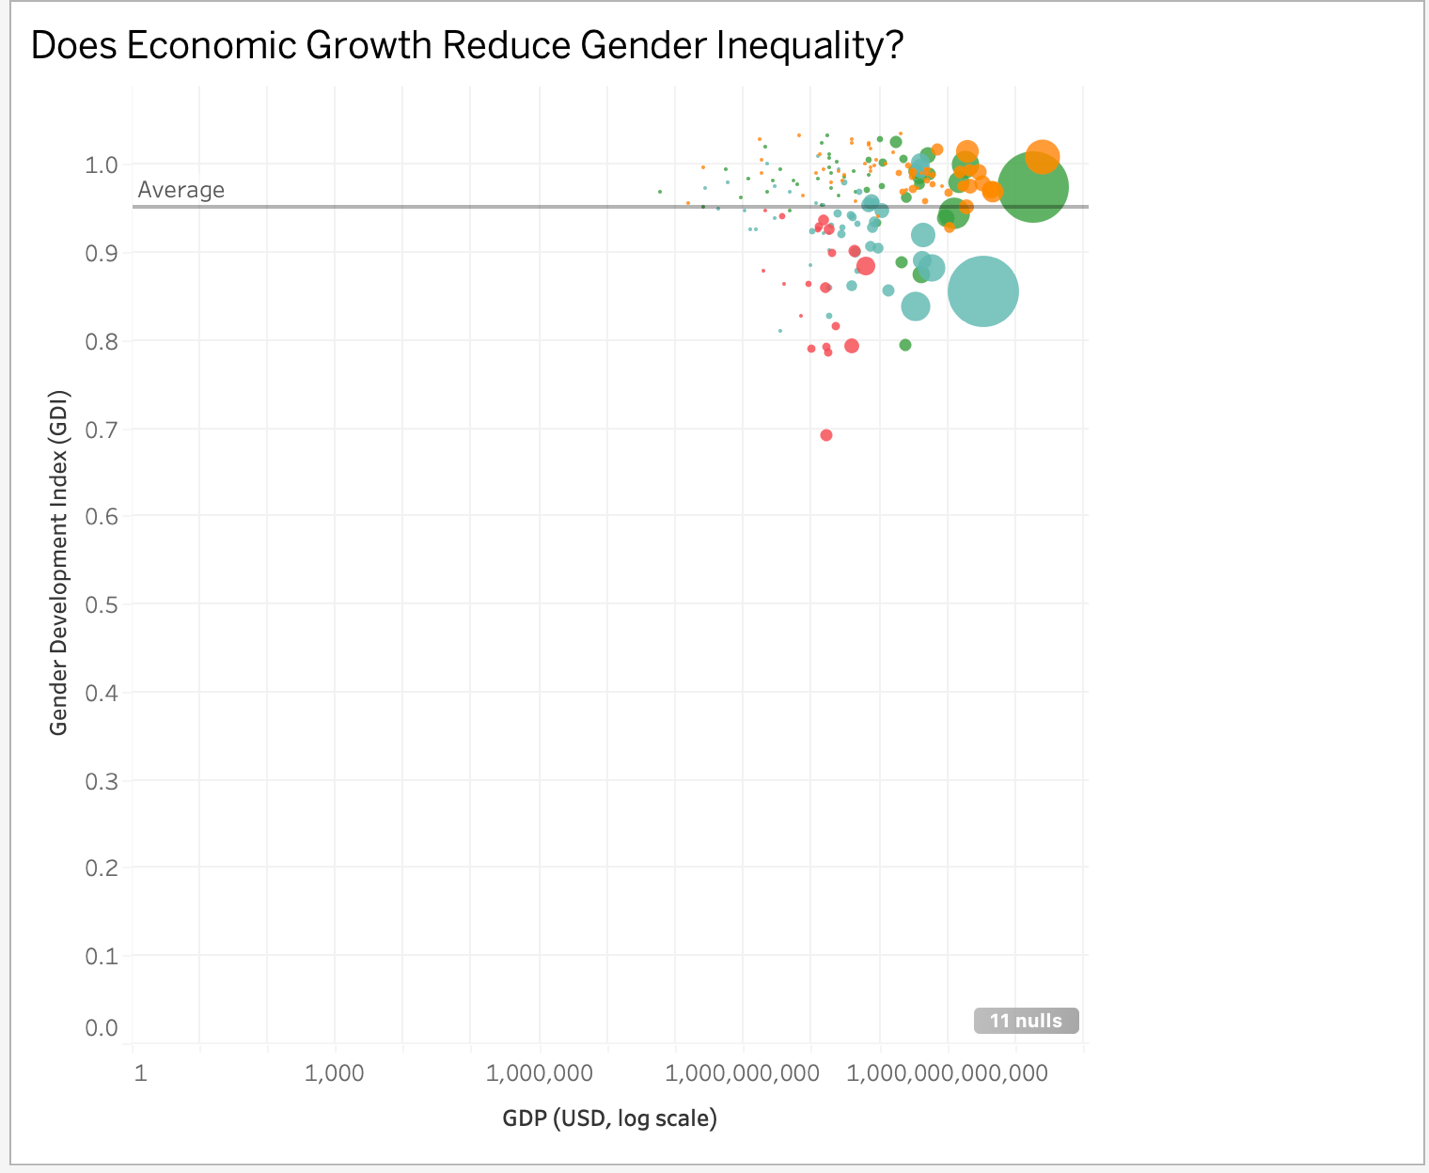 Does Economic Growth Reduce Gender Inequality?
1.0
Average
0.9
0.8
0.7
0.6
0.5
0.4
0.3
0.2
0.1
0.0
Gender Development Index (GDI)
11 nulls
1 1,000 1,000,000 1,000,000,000 1,000,000,000,000
GDP (USD, log scale)